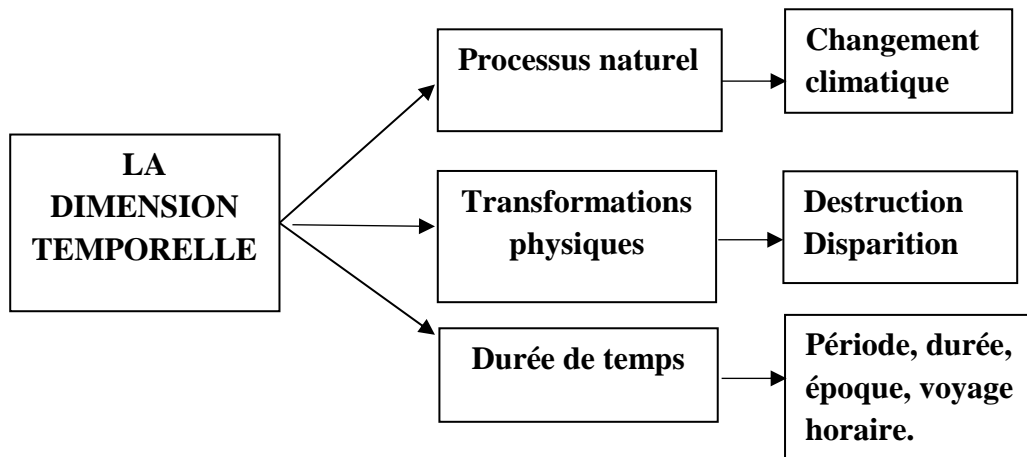 LA
DIMENSION
TEMPORELLE
Processus naturel
Changement
climatique
Transformations
physiques
Destruction
Disparition
Durée de temps
Période, durée,
époque, voyage
horaire.